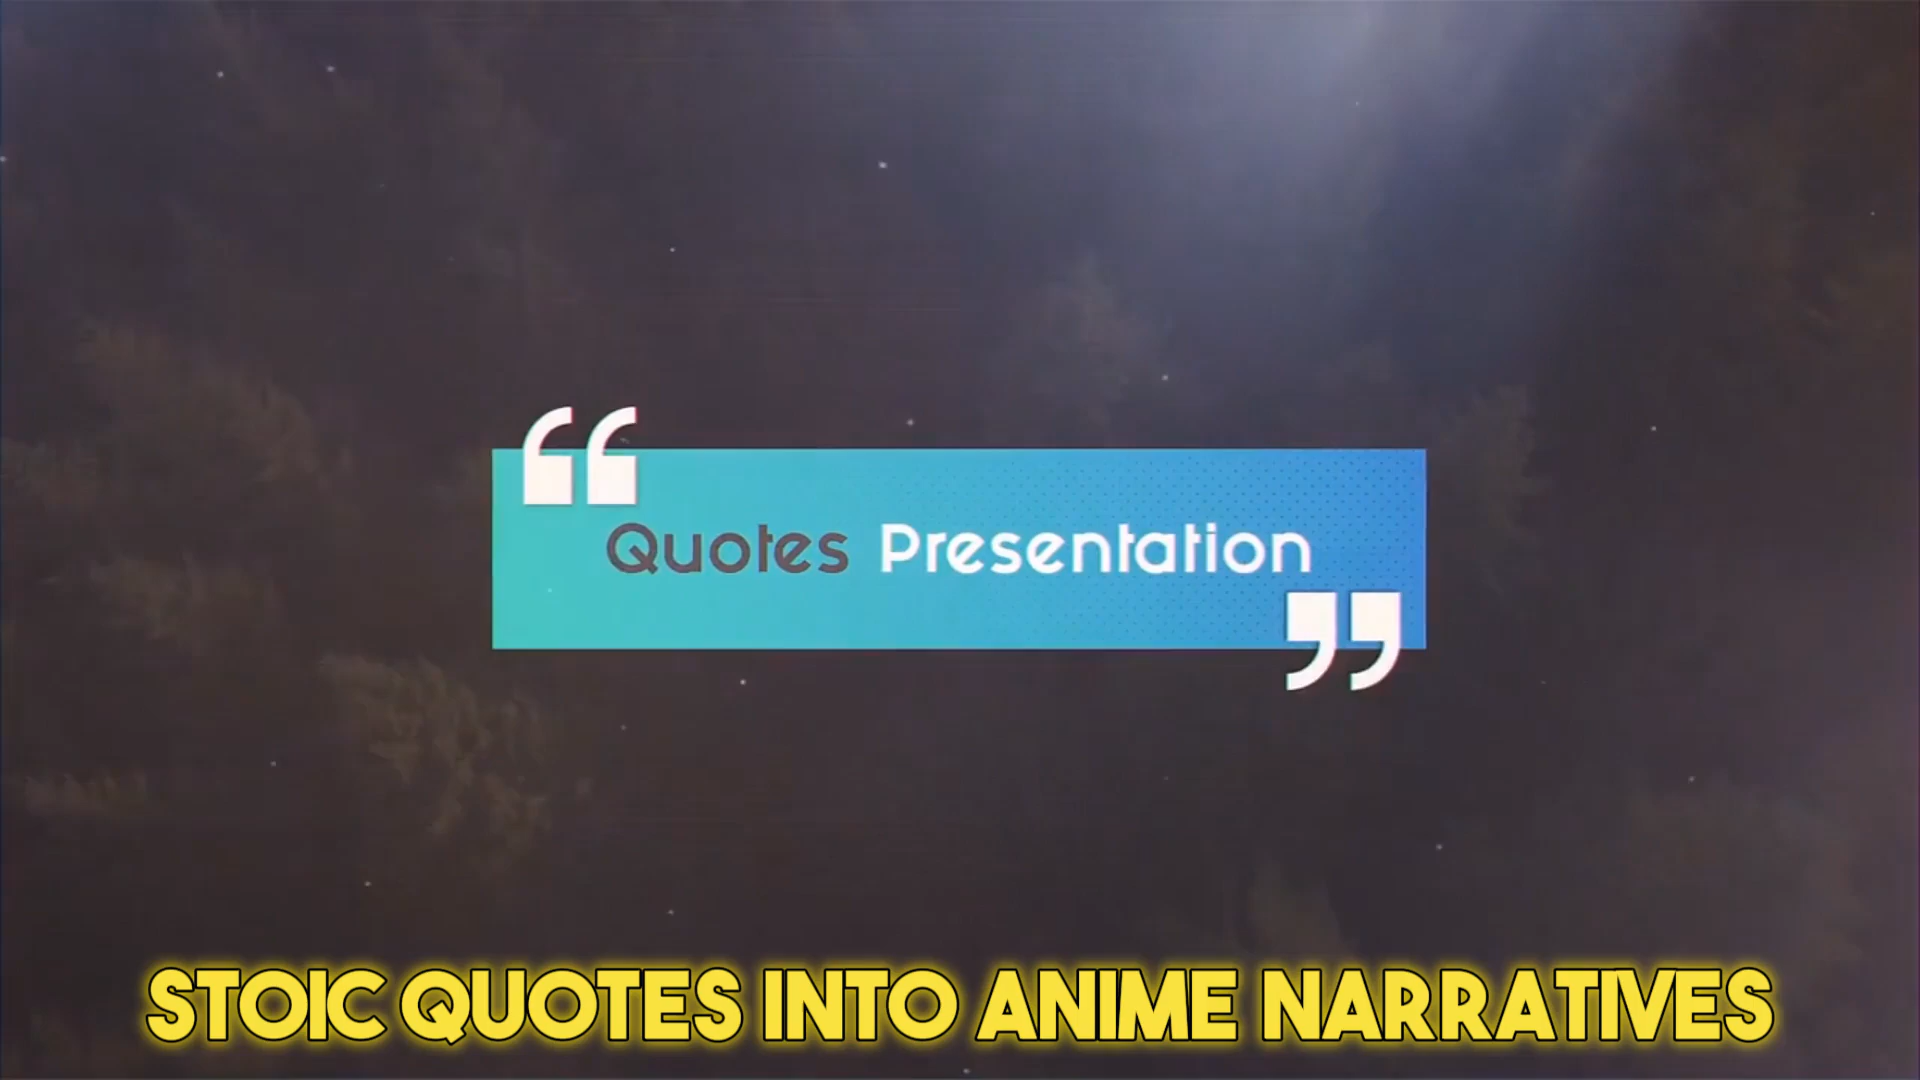 “
Quotes Presentation
”
STOIC QUOTES INTO ANIME NARRATIVES